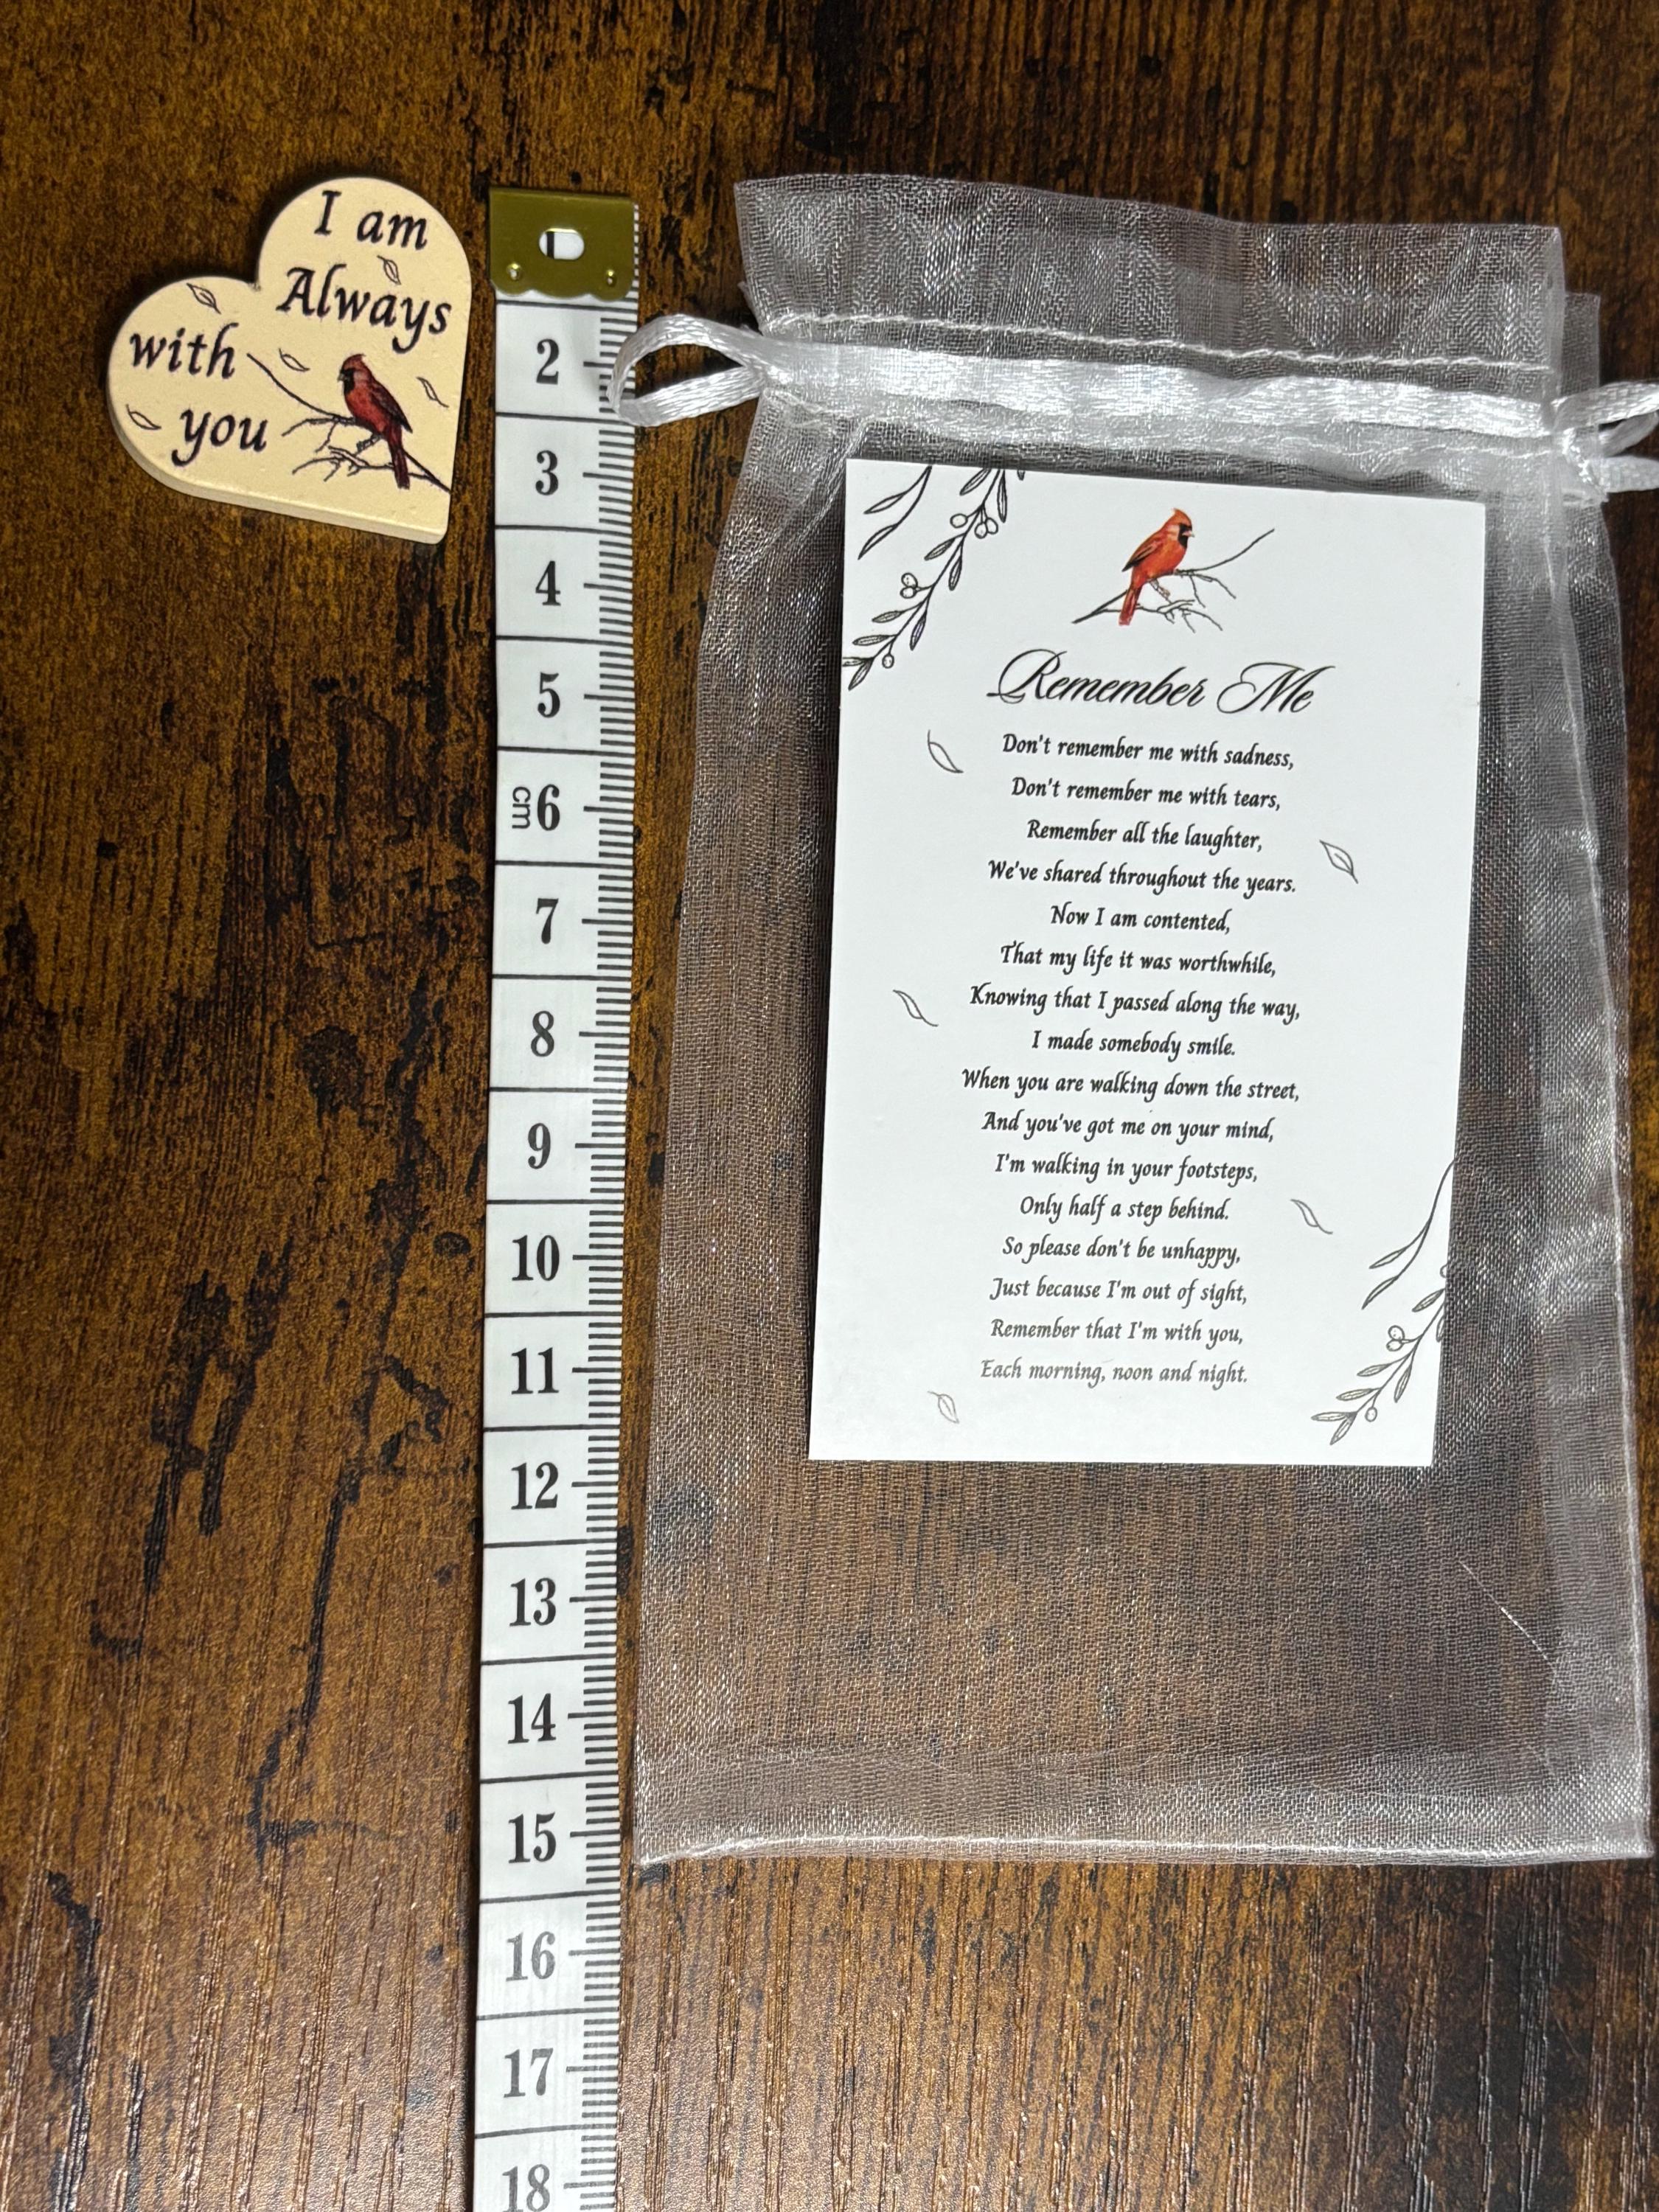 I am
Always
with
you
1
2
3
4
5
cm 6
7
8
9
10
11
12
13
14
15
16
17
18
Remember Me
Don't remember me with sadness,
Don't remember me with tears,
Remember all the laughter,
We've shared throughout the years.
Now I am contented,
That my life it was worthwhile,
Knowing that I passed along the way,
I made somebody smile.
When you are walking down the street,
And you've got me on your mind,
I'm walking in your footsteps,
Only half a step behind.
So please don't be unhappy,
Just because I'm out of sight,
Remember that I'm with you,
Each morning, noon and night.